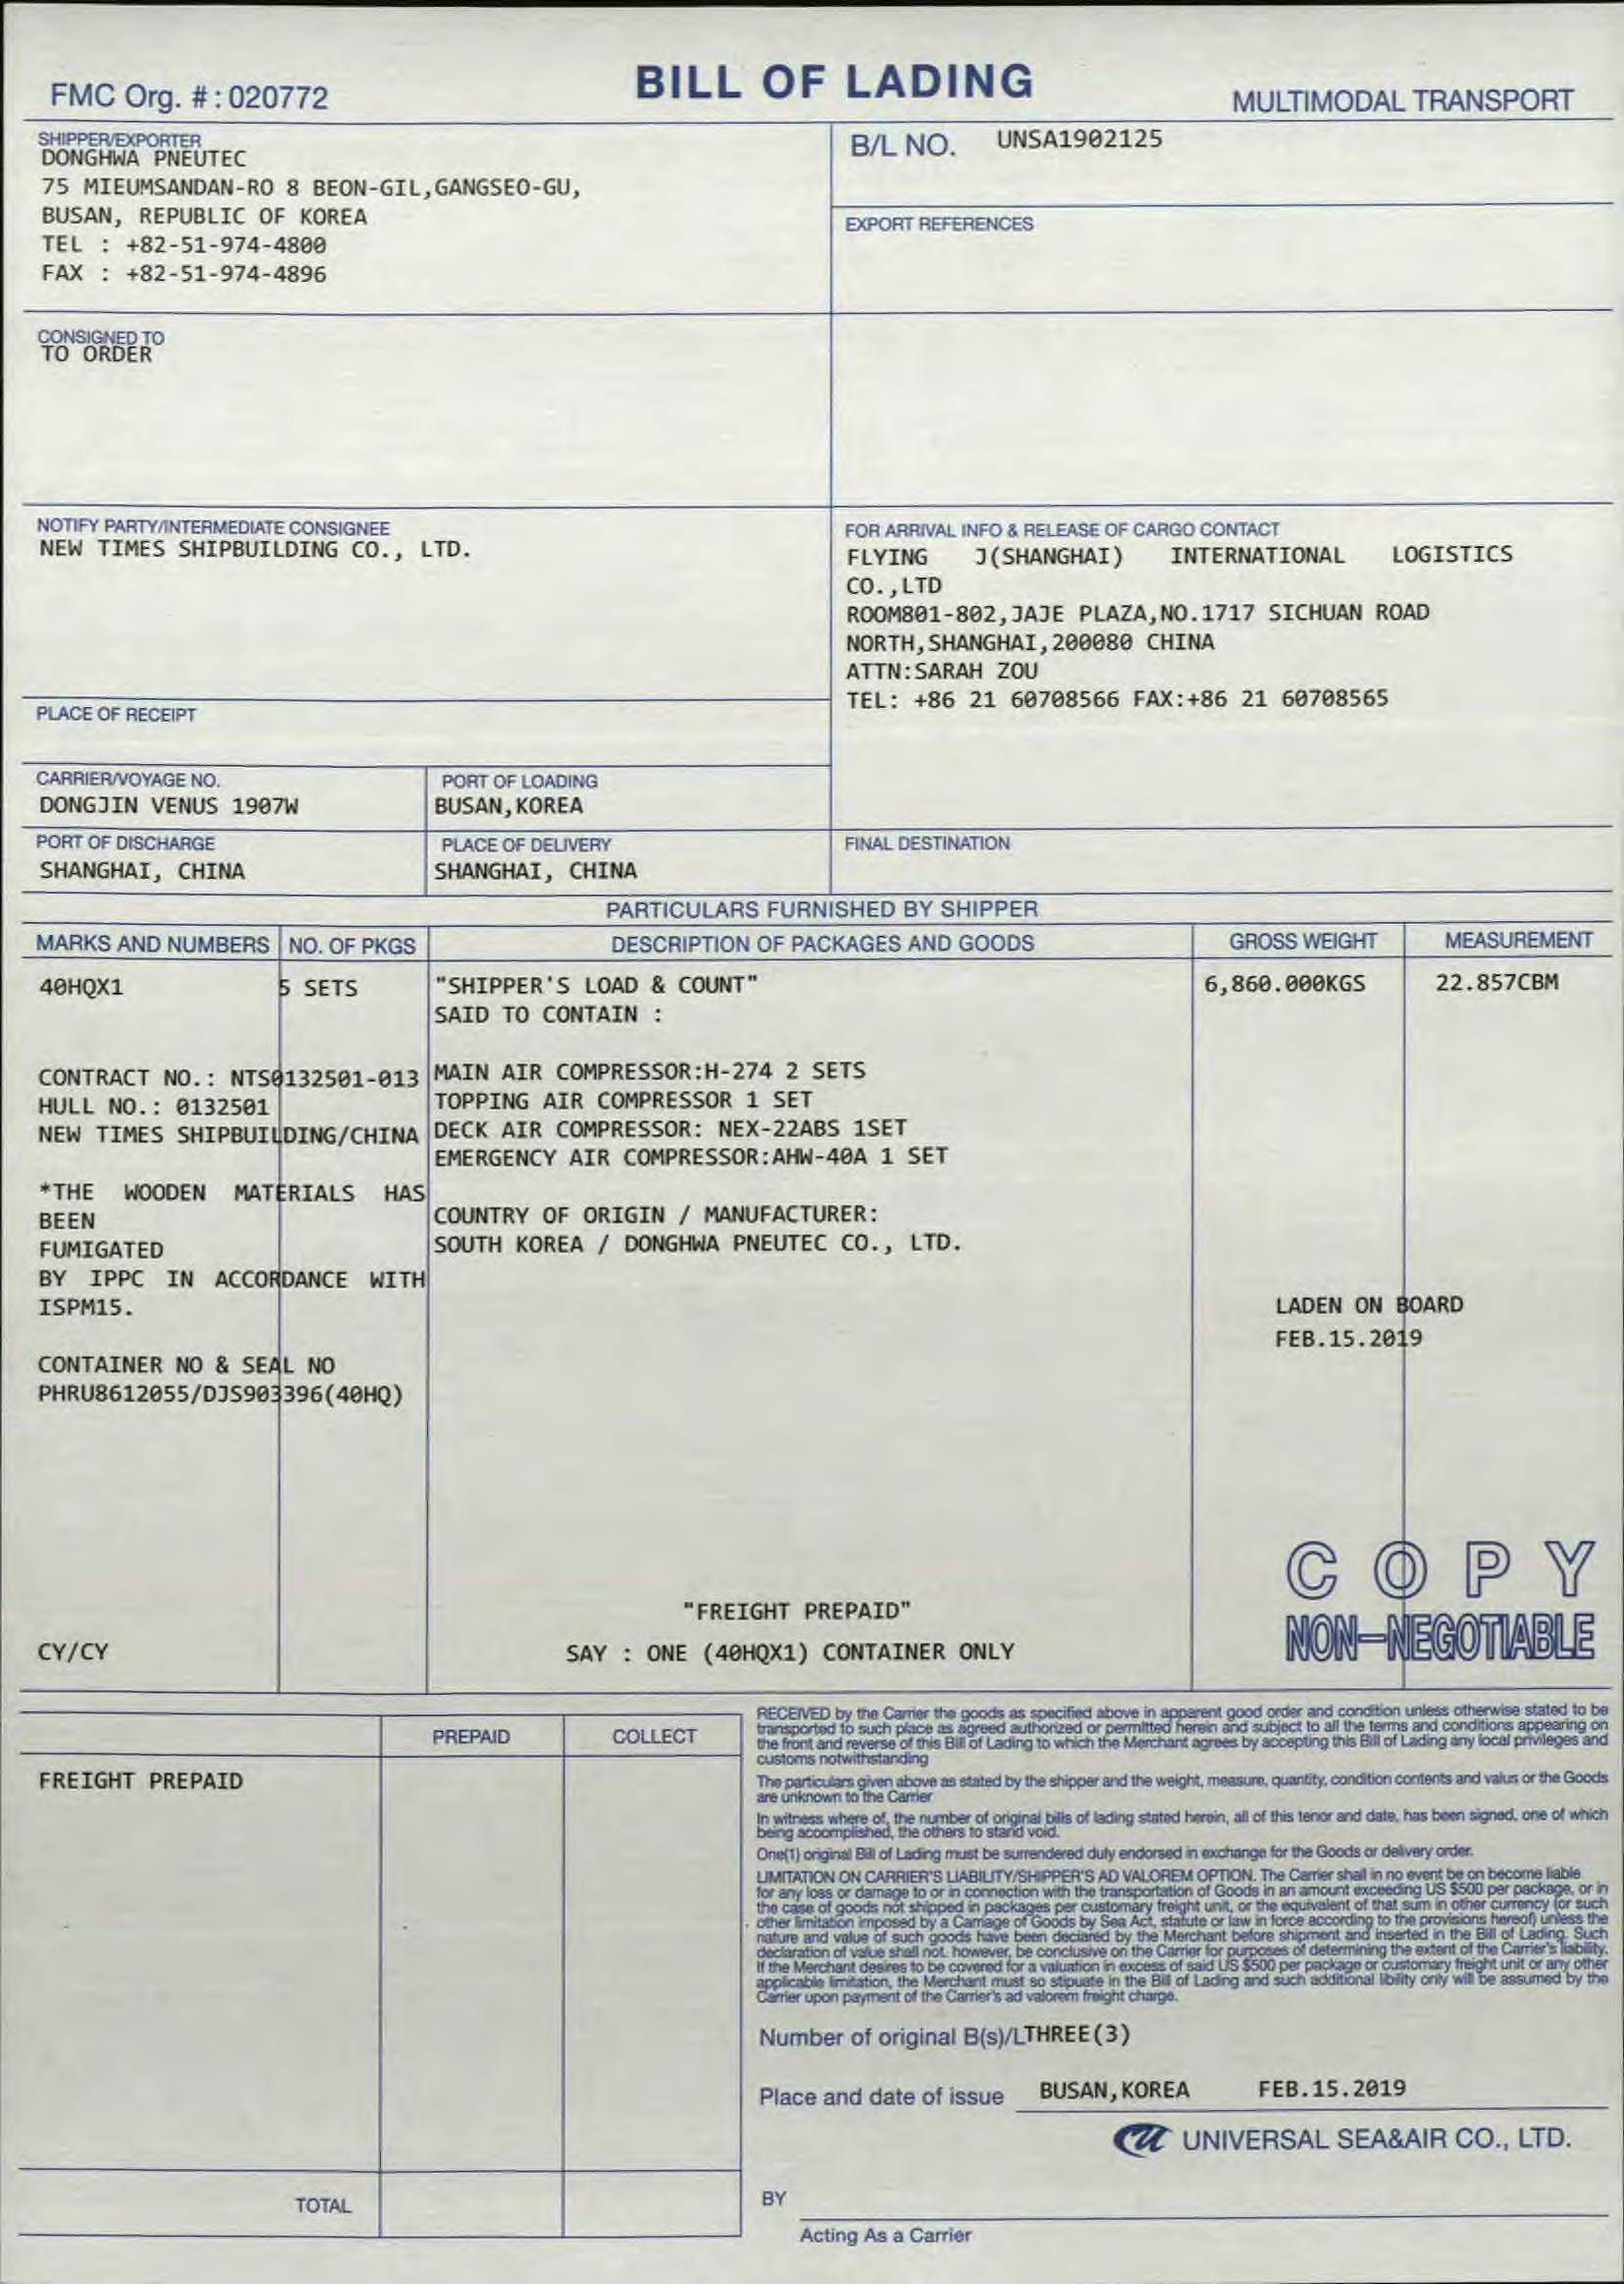 FMC Org. # : 020772
BILL OF LADING
MULTIMODAL TRANSPORT
SHIPPER/EXPORTER
DONGHWA PNEUTEC
75 MIEUMSANDAN-RO 8 BEON-GIL,GANGSEO-GU,
BUSAN, REPUBLIC OF KOREA
TEL : +82-51-974-4800
FAX : +82-51-974-4896
B/L NO. UNSA1902125
EXPORT REFERENCES
CONSIGNED TO
TO ORDER
NOTIFY PARTY/INTERMEDIATE CONSIGNEE
NEW TIMES SHIPBUILDING CO., LTD.
FOR ARRIVAL INFO & RELEASE OF CARGO CONTACT
FLYING J(SHANGHAI) INTERNATIONAL LOGISTICS
CO.,LTD
ROOM801-802,JAJE PLAZA,NO.1717 SICHUAN ROAD
NORTH,SHANGHAI,200080 CHINA
ATTN:SARAH ZOU
TEL: +86 21 60708566 FAX:+86 21 60708565
PLACE OF RECEIPT
CARRIER/VOYAGE NO.
DONGJIN VENUS 1907W
PORT OF LOADING
BUSAN,KOREA
PORT OF DISCHARGE
SHANGHAI, CHINA
PLACE OF DELIVERY
SHANGHAI, CHINA
FINAL DESTINATION
PARTICULARS FURNISHED BY SHIPPER
MARKS AND NUMBERS NO. OF PKGS DESCRIPTION OF PACKAGES AND GOODS GROSS WEIGHT MEASUREMENT
40HQX1 5 SETS "SHIPPER'S LOAD & COUNT" 6,860.000KGS 22.857CBM
SAID TO CONTAIN :
CONTRACT NO.: NTS0132501-013
HULL NO.: 0132501
NEW TIMES SHIPBUILDING/CHINA
MAIN AIR COMPRESSOR:H-274 2 SETS
TOPPING AIR COMPRESSOR 1 SET
DECK AIR COMPRESSOR: NEX-22ABS 1SET
EMERGENCY AIR COMPRESSOR:AHW-40A 1 SET
*THE WOODEN MATERIALS HAS
BEEN
FUMIGATED
BY IPPC IN ACCORDANCE WITH
ISPM15.
COUNTRY OF ORIGIN / MANUFACTURER:
SOUTH KOREA / DONGHWA PNEUTEC CO., LTD.
LADEN ON BOARD
FEB.15.2019
CONTAINER NO & SEAL NO
PHRU8612055/DJS903396(40HQ)
COPY
NON-NEGOTIABLE
"FREIGHT PREPAID"
CY/CY
SAY : ONE (40HQX1) CONTAINER ONLY
PREPAID COLLECT
FREIGHT PREPAID
TOTAL
RECEIVED by the Carrier the goods as specified above in apparent good order and condition unless otherwise stated to be
transported to such place as agreed authorized or permitted herein and subject to all the terms and conditions appearing on
the front and reverse of this Bill of Lading to which the Merchant agrees by accepting this Bill of Lading any local privileges and
customs notwithstanding
The particulars given above as stated by the shipper and the weight, measure, quantity, condition contents and valus or the Goods
are unknown to the Carrier
In witness where of, the number of original bills of lading stated herein, all of this tenor and date, has been signed, one of which
being accomplished, the others to stand void.
One(1) original Bill of Lading must be surrendered duly endorsed in exchange for the Goods or delivery order.
LIMITATION ON CARRIER'S LIABILITY/SHIPPER'S AD VALOREM OPTION. The Carrier shall in no event be on become liable
for any loss or damage to or in connection with the transportation of Goods in an amount exceeding US $500 per package, or in
the case of goods not shipped in packages per customary freight unit, or the equivalent of that sum in other currency (or such
other limitation imposed by a Carriage of Goods by Sea Act, statute or law in force according to the provisions hereof) unless the
nature and value of such goods have been declared by the Merchant before shipment and inserted in the Bill of Lading. Such
declaration of value shall not, however, be conclusive on the Carrier for purposes of determining the extent of the Carrier's liability.
If the Merchant desires to be covered for a valuation in excess of said US $500 per package or customary freight unit or any other
applicable limitation, the Merchant must so stipuate in the Bill of Lading and such additional libility only will be assumed by the
Carrier upon payment of the Carrier's ad valorem freight charge.
Number of original B(s)/L THREE(3)
Place and date of issue BUSAN,KOREA FEB.15.2019
UNIVERSAL SEA&AIR CO., LTD.
BY
Acting As a Carrier